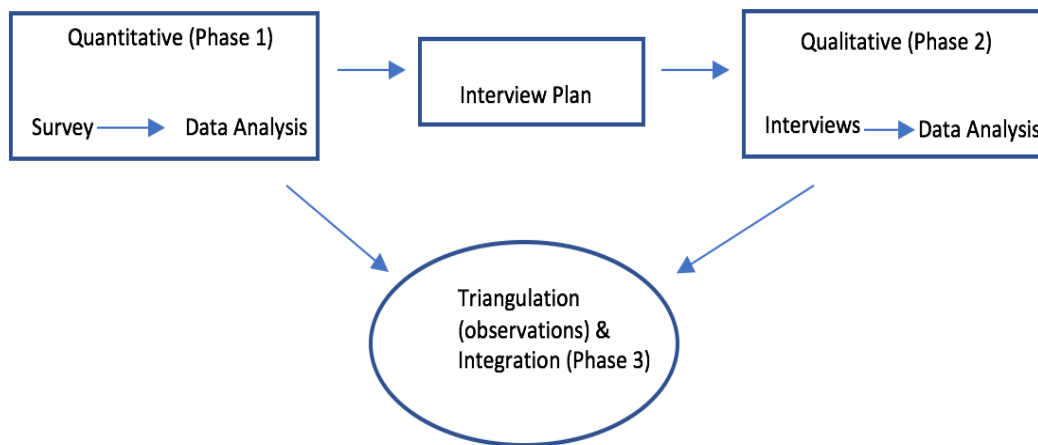 Quantitative (Phase 1)
Survey
Data Analysis
Interview Plan
Qualitative (Phase 2)
Interviews
Data Analysis
Triangulation
(observations) &
Integration (Phase 3)